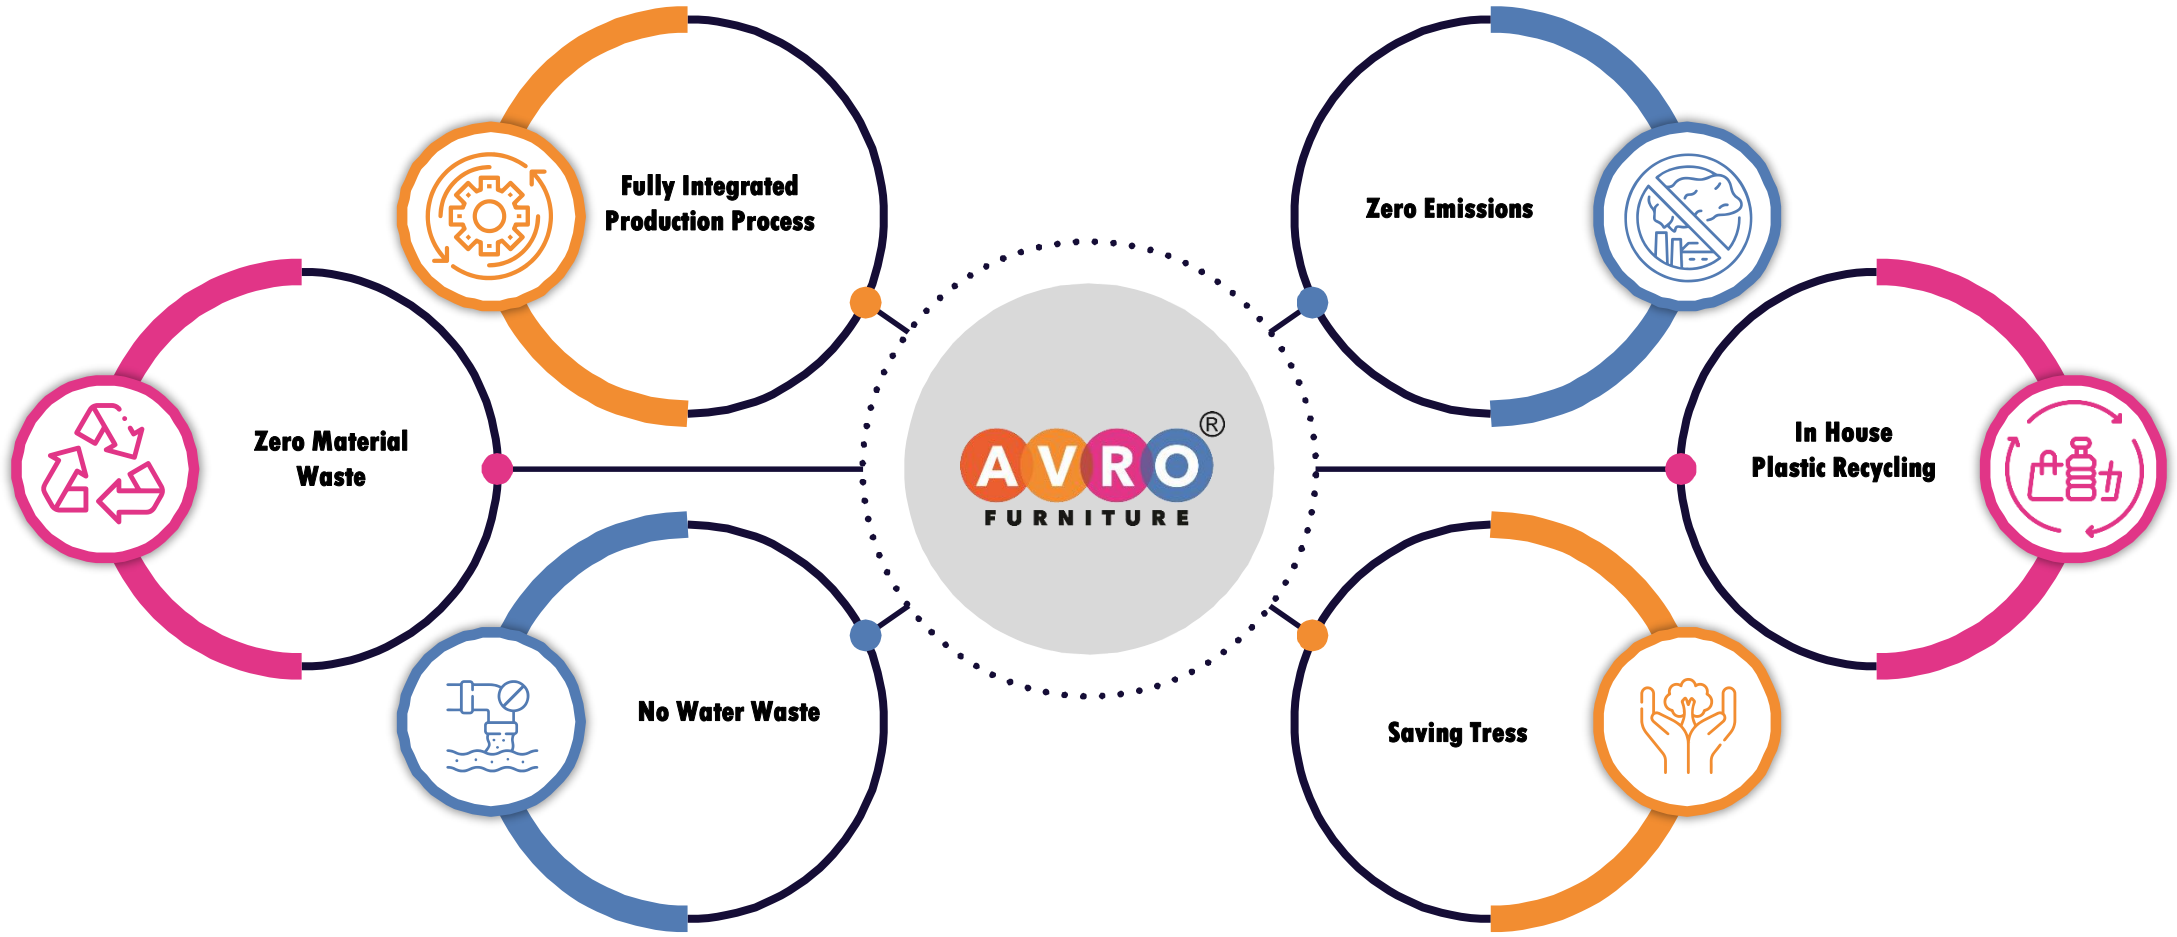 Fully Integrated
Production Process
Zero Emissions
Zero Material
Waste
In House
Plastic Recycling
AVRO®
FURNITURE
No Water Waste
Saving Tress